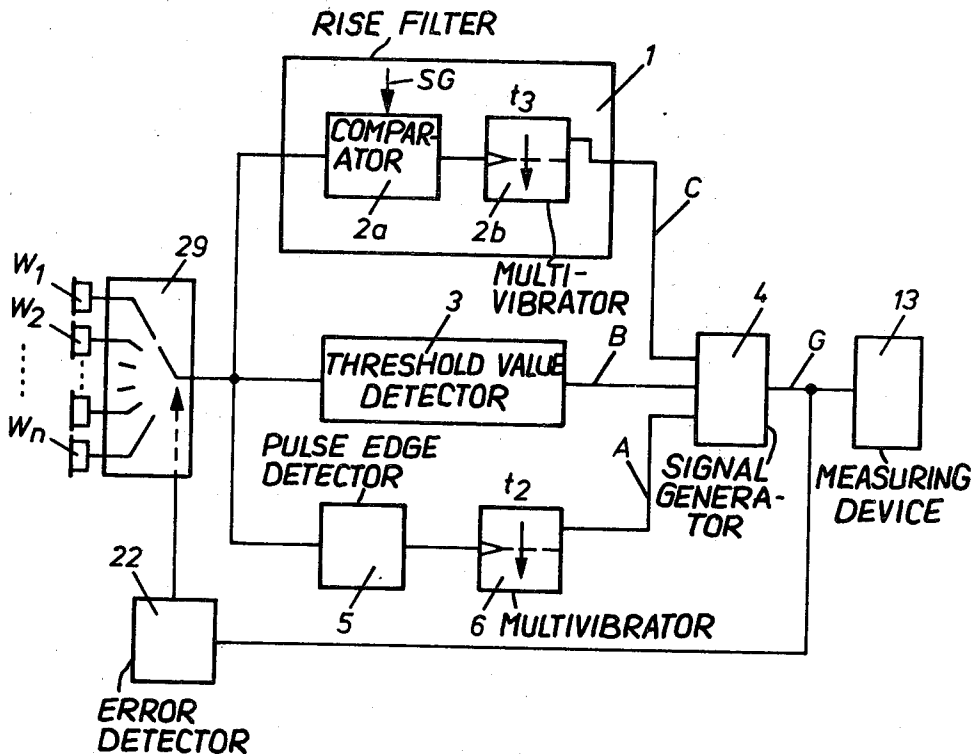 RISE FILTER
1
SG
t3
COMPAR-
ATOR
2a
2b
C
MULTI-
VIBRATOR
29
W1
W2
Wn
3
THRESHOLD VALUE
DETECTOR
B
4
G
13
PULSE EDGE
DETECTOR
t2
A
SIGNAL
GENERA-
TOR
MEASURING
DEVICE
5
6
MULTIVIBRATOR
22
ERROR
DETECTOR